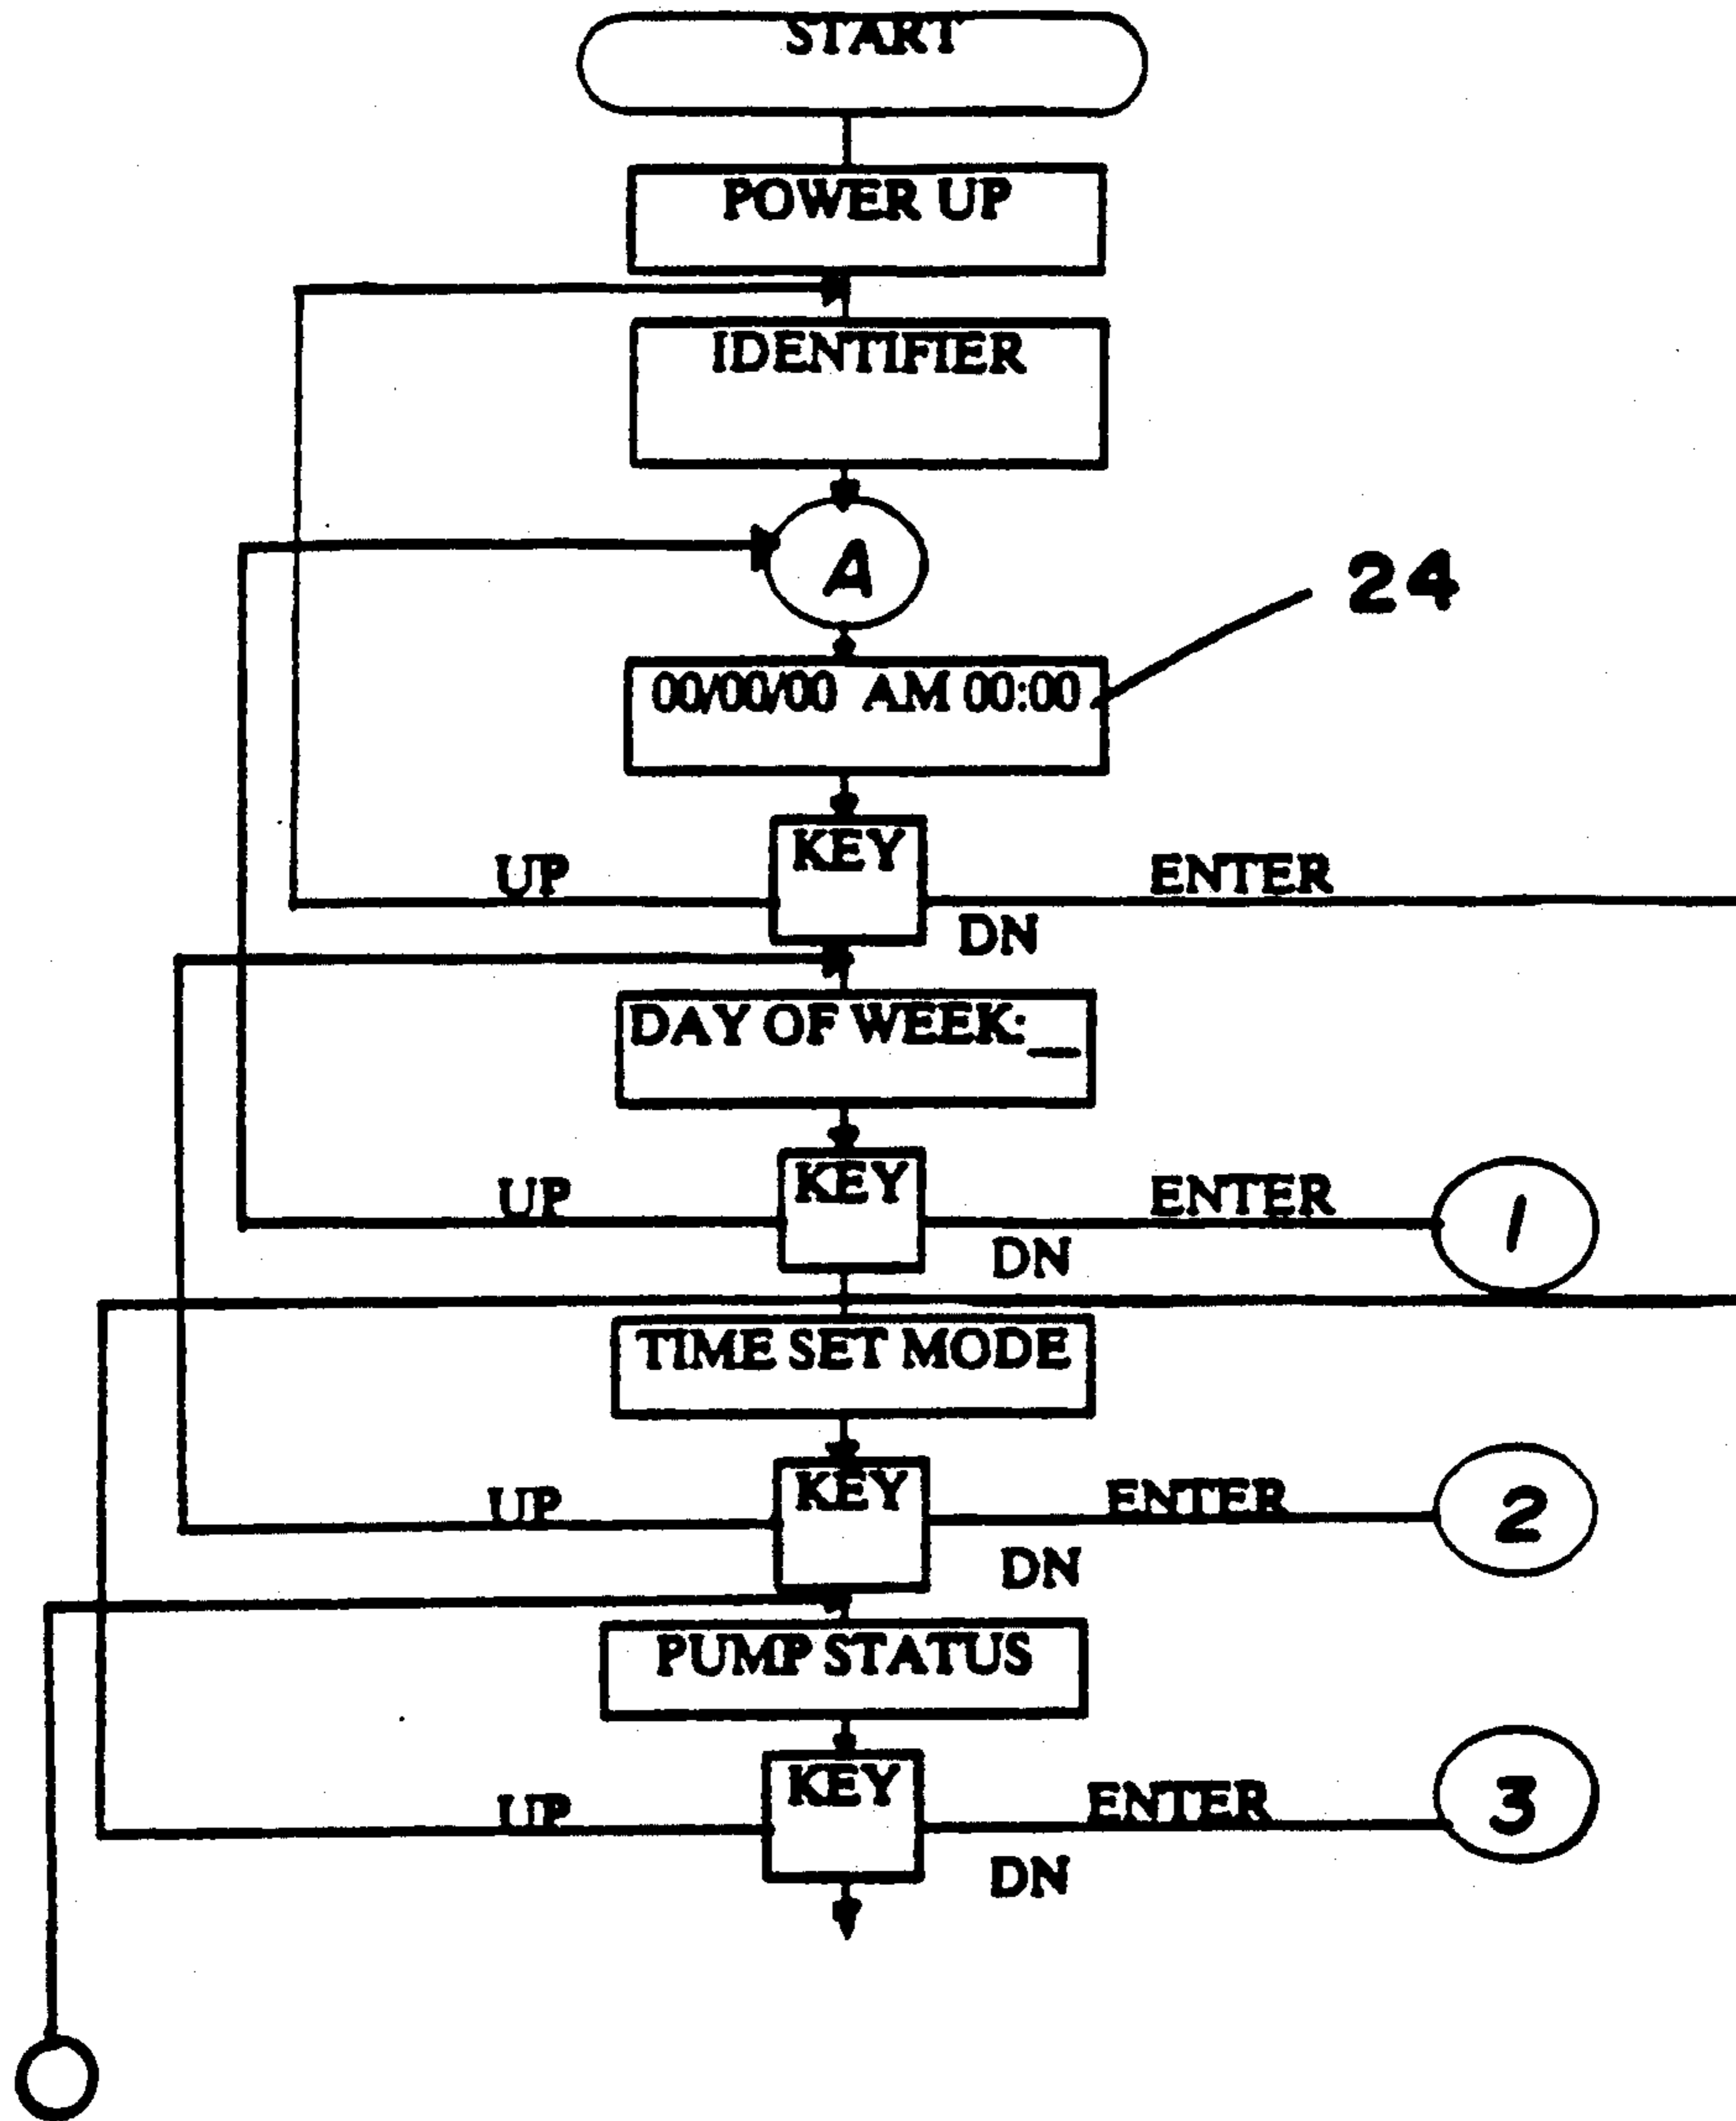 START
POWER UP
IDENTIFIER
A
24
00/00/00 AM 00:00
KEY
UP
ENTER
DN
DAY OF WEEK:__
KEY
UP
ENTER
1
DN
TIME SET MODE
KEY
UP
ENTER
2
DN
PUMP STATUS
KEY
UP
ENTER
3
DN